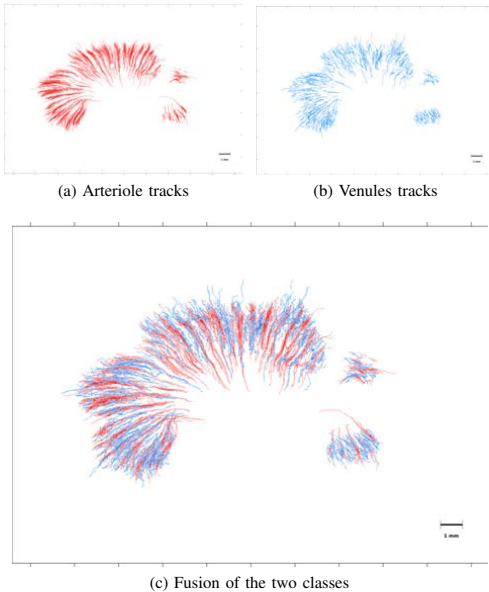 (a) Arteriole tracks
(b) Venules tracks
1 mm
(c) Fusion of the two classes